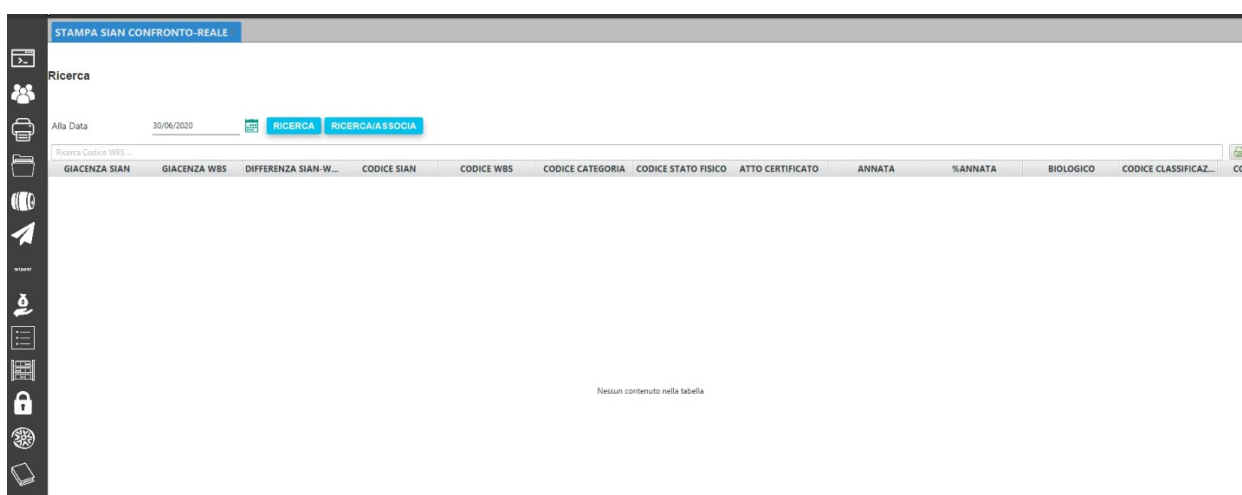 STAMPA SIAN CONFRONTO-REALE
Ricerca
Alla Data 30/06/2020 RICERCA RICERCA/ASSOCIA
Ricerca Codice WBS ...
GIACENZA SIAN GIACENZA WBS DIFFERENZA SIAN-W... CODICE SIAN CODICE WBS CODICE CATEGORIA CODICE STATO FISICO ATTO CERTIFICATO ANNATA %ANNATA BIOLOGICO CODICE CLASSIFICAZ... CO
Nessun contenuto nella tabella